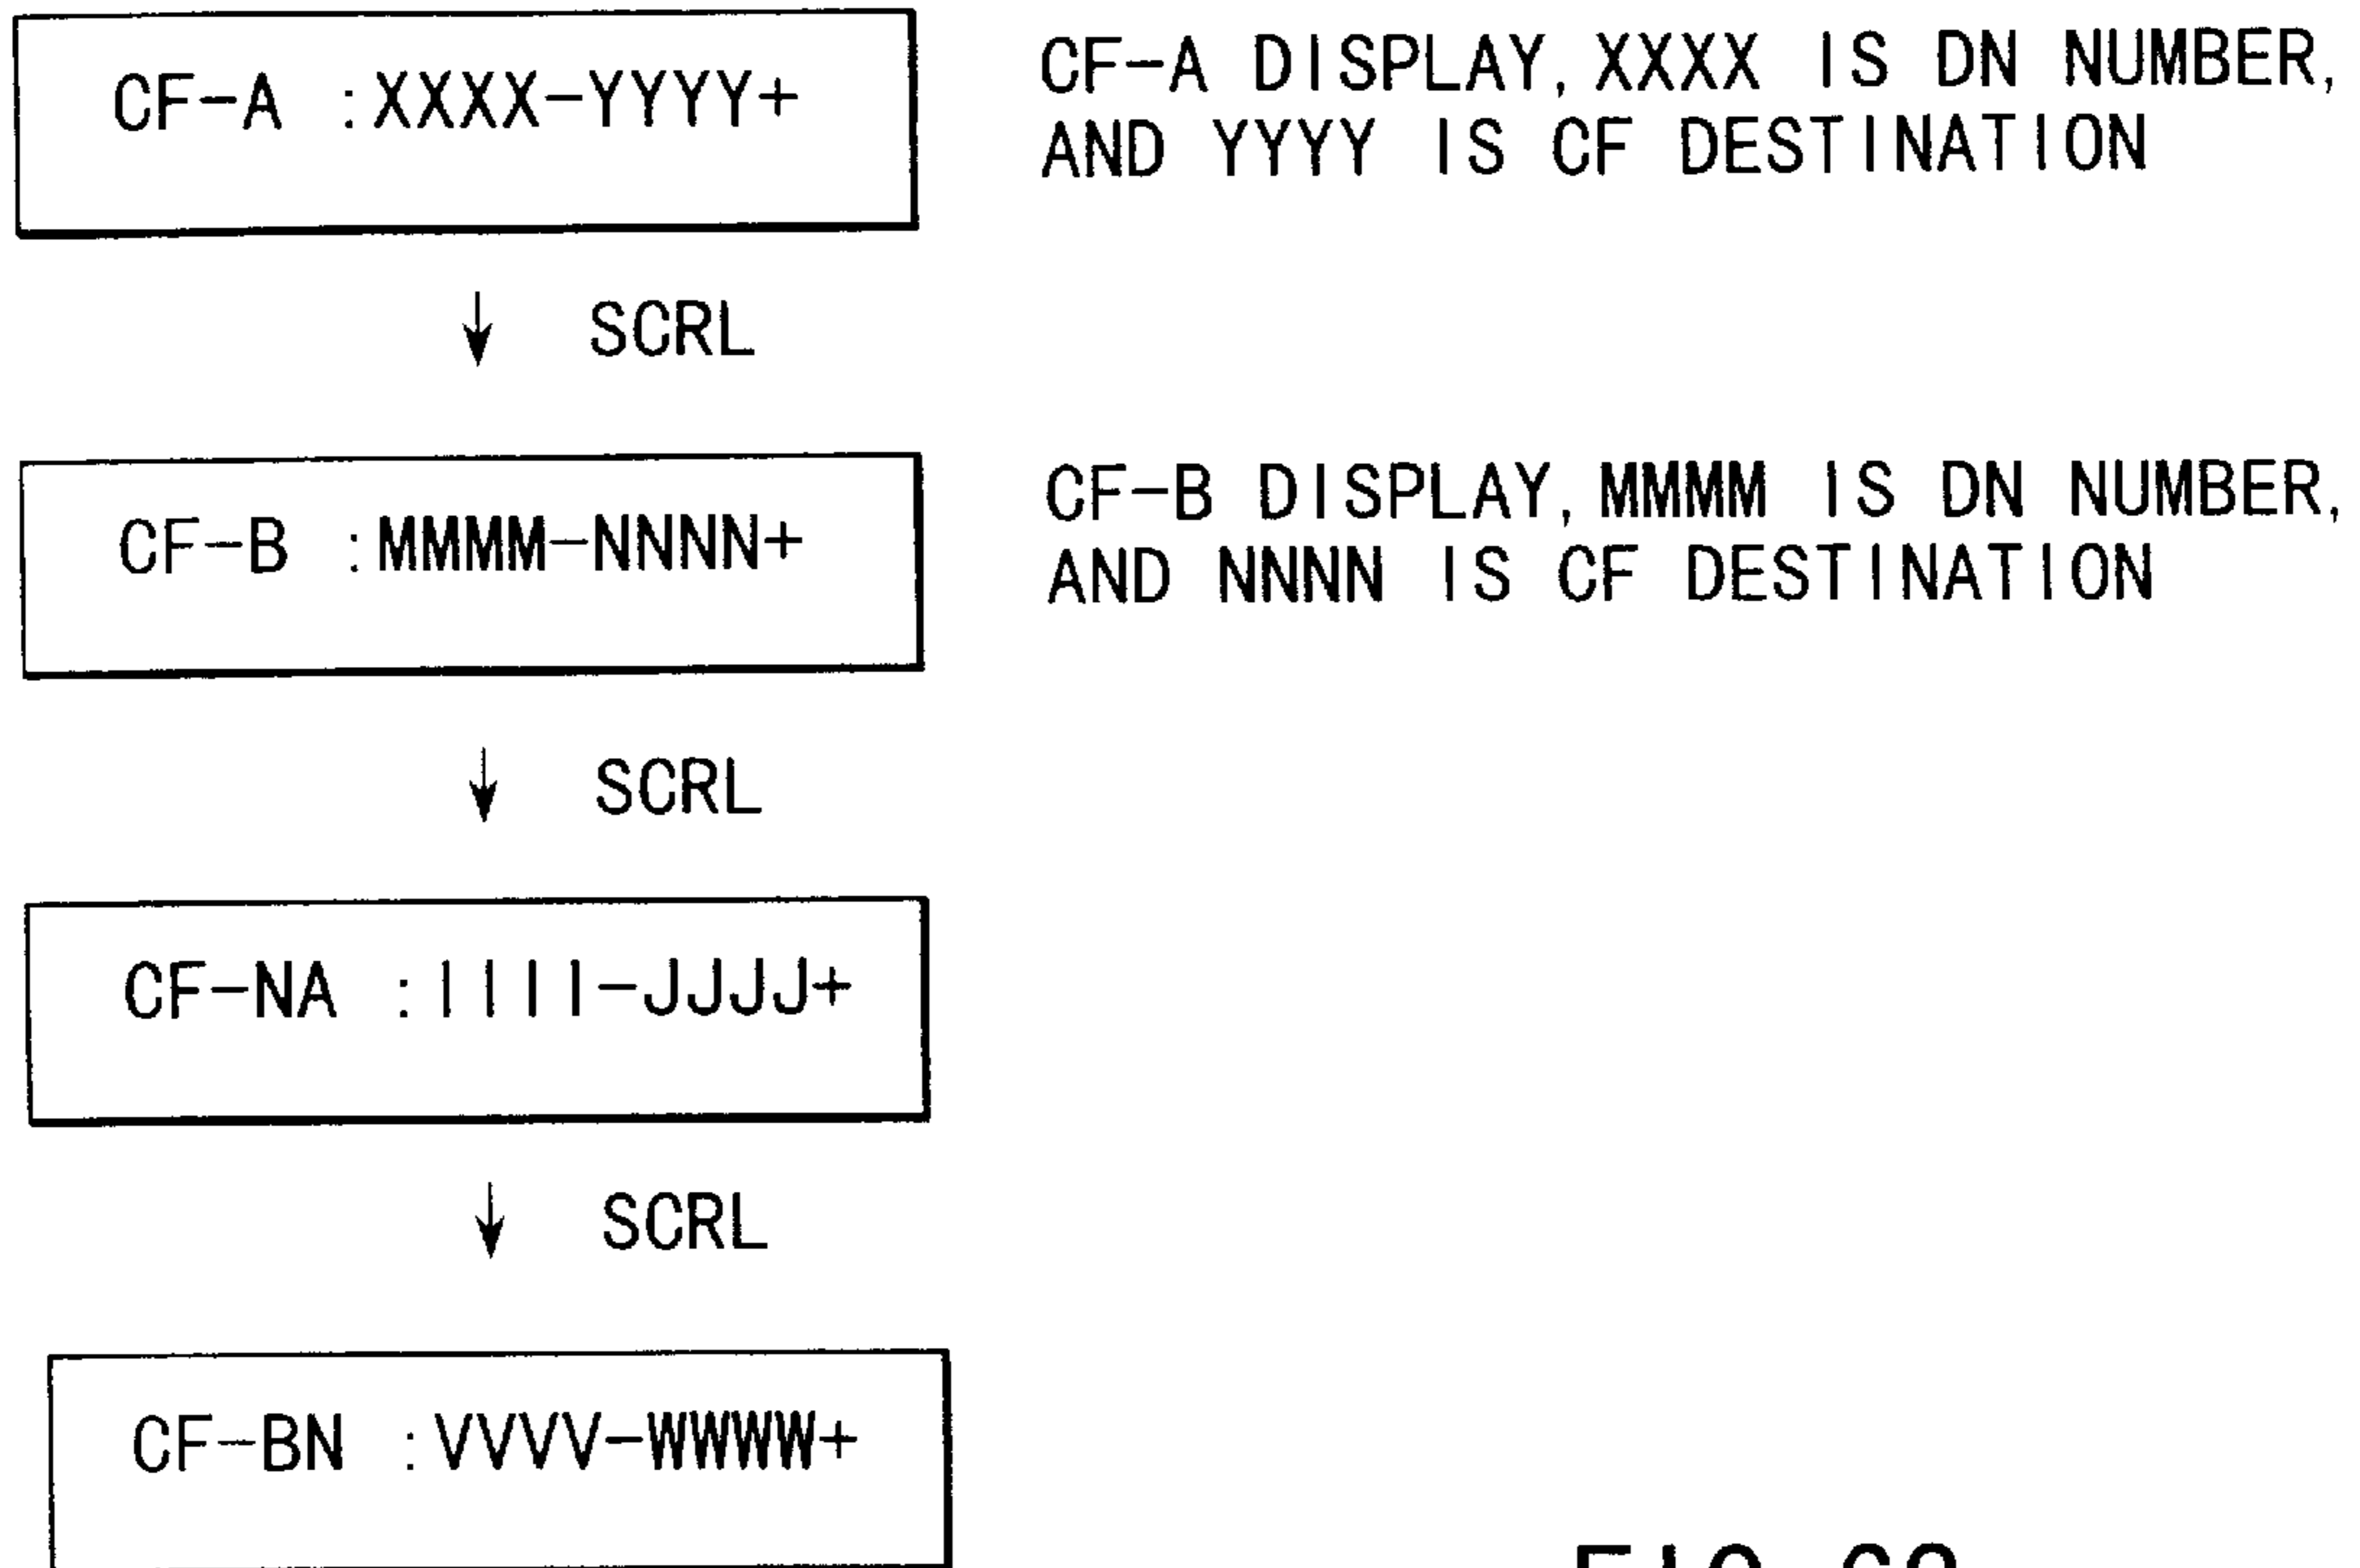 CF-A :XXXX-YYYY+
CF-A DISPLAY, XXXX IS DN NUMBER,
AND YYYY IS CF DESTINATION
↓ SCRL
CF-B :MMMM-NNNN+
CF-B DISPLAY, MMMM IS DN NUMBER,
AND NNNN IS CF DESTINATION
↓ SCRL
CF-NA :IIII-JJJJ+
↓ SCRL
CF-BN :VVVV-WWWW+